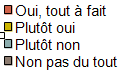 Oui, tout à fait
Plutôt oui
Plutôt non
Non pas du tout